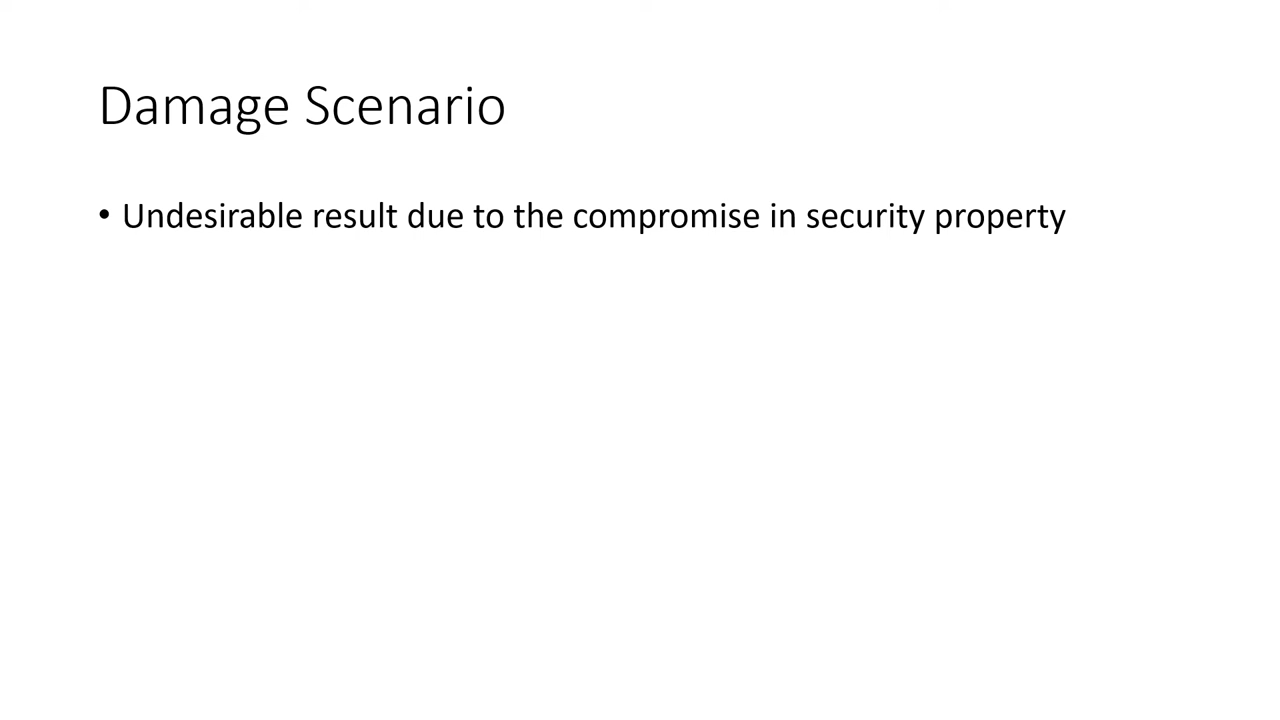 Damage Scenario
• Undesirable result due to the compromise in security property